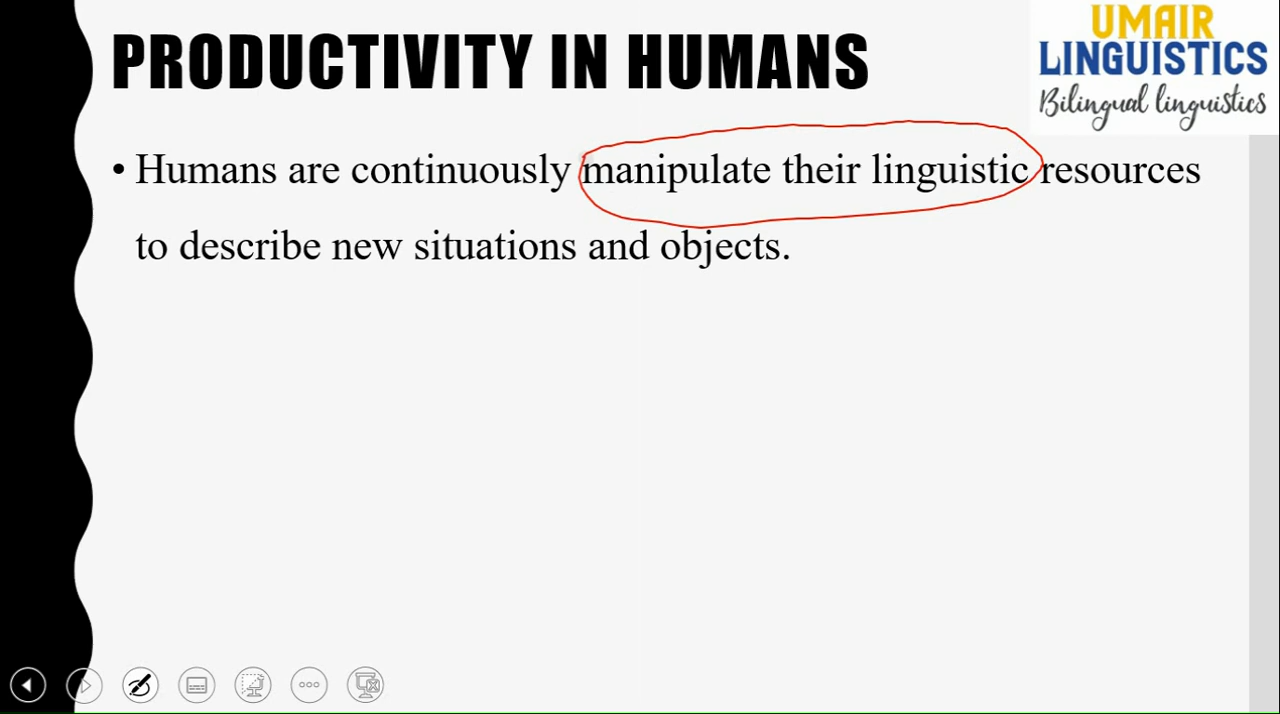 PRODUCTIVITY IN HUMANS
UMAIR
LINGUISTICS
Bilingual linguistics
• Humans are continuously manipulate their linguistic resources
to describe new situations and objects.